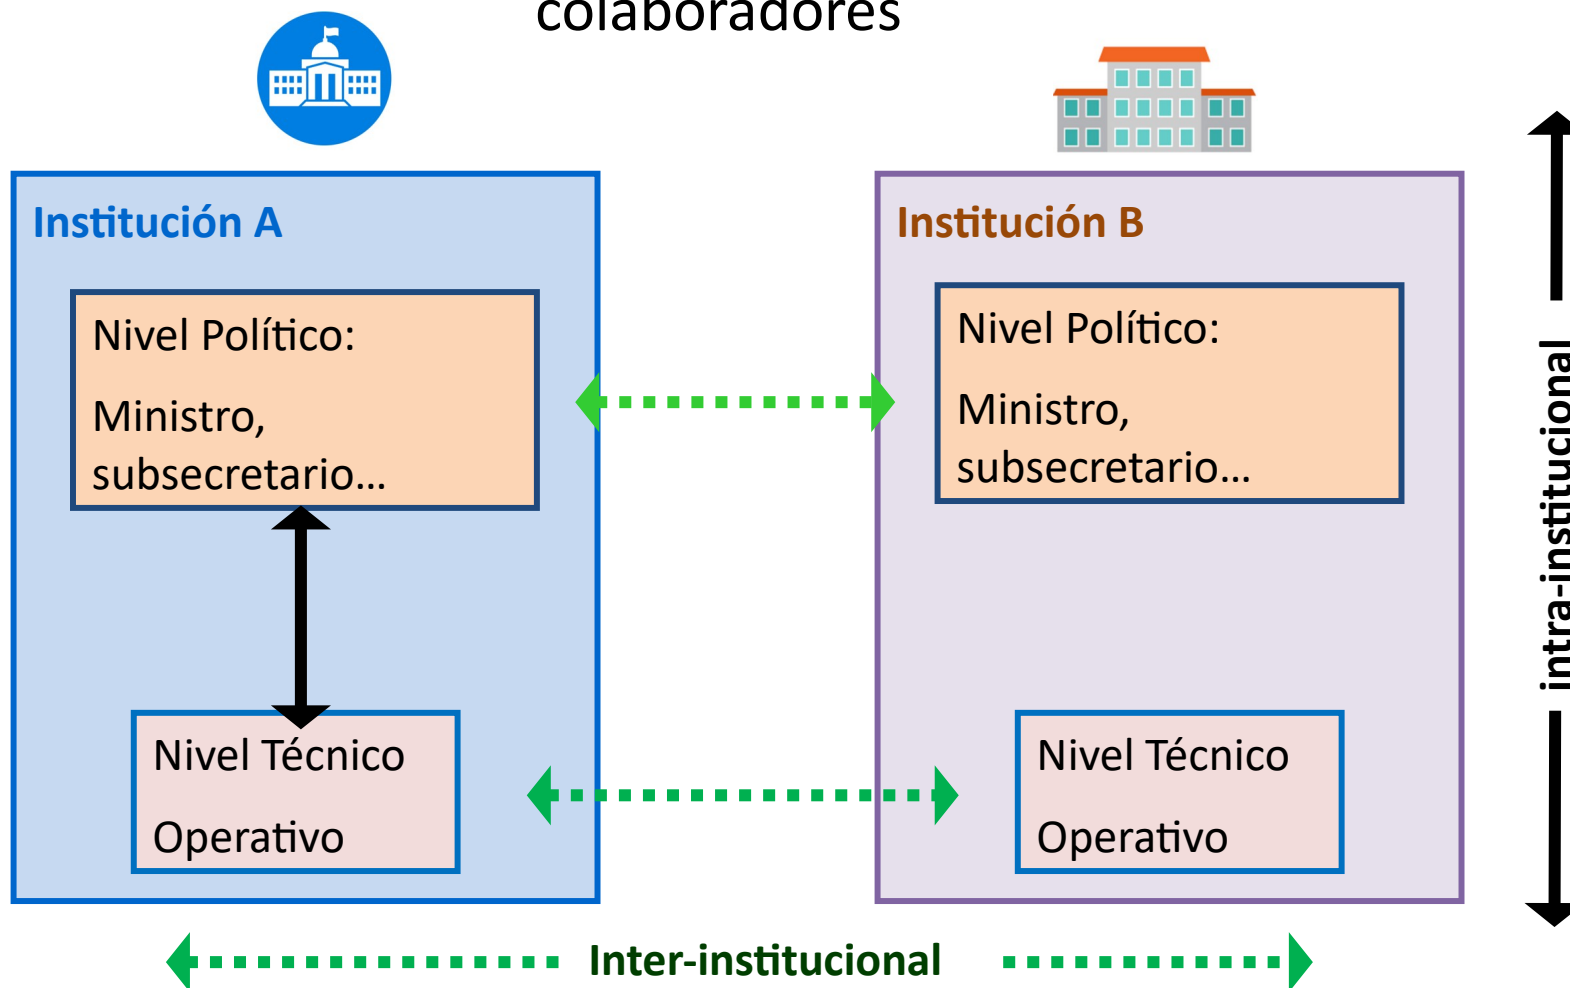 colaboradores
Institución A
Nivel Político:
Ministro,
subsecretario...
Nivel Técnico
Operativo
Institución B
Nivel Político:
Ministro,
subsecretario...
Nivel Técnico
Operativo
intra-institucional
Inter-institucional